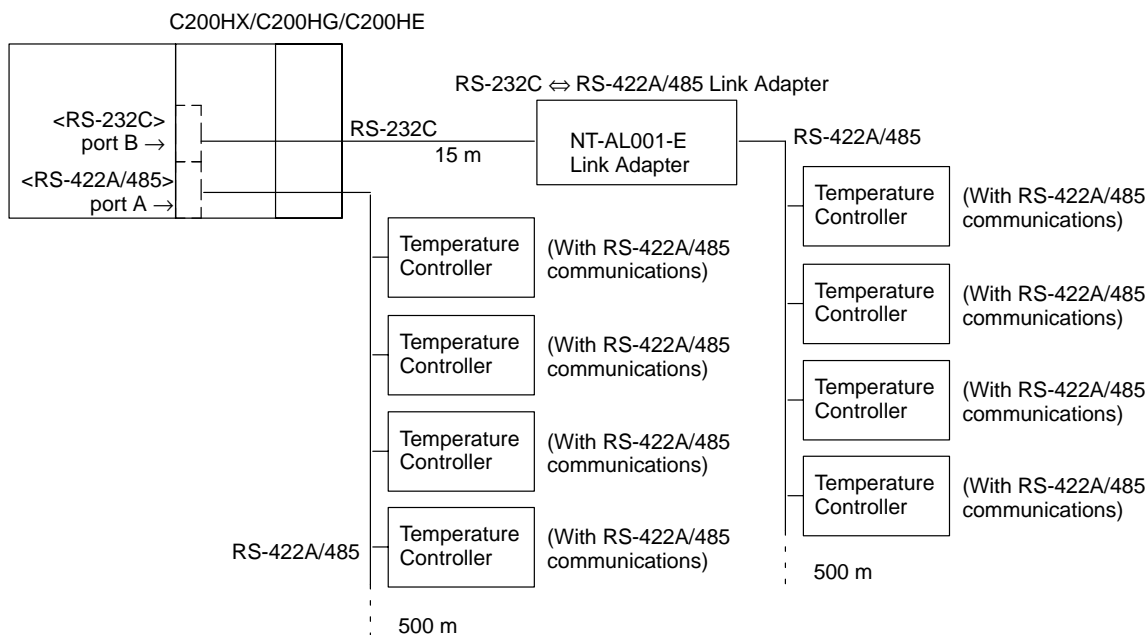 C200HX/C200HG/C200HE
RS-232C ⇔ RS-422A/485 Link Adapter
<RS-232C>
port B →
RS-232C
15 m
NT-AL001-E
Link Adapter
RS-422A/485
<RS-422A/485>
port A →
Temperature
Controller
(With RS-422A/485
communications)
Temperature
Controller
(With RS-422A/485
communications)
Temperature
Controller
(With RS-422A/485
communications)
Temperature
Controller
(With RS-422A/485
communications)
RS-422A/485
500 m
Temperature
Controller
(With RS-422A/485
communications)
Temperature
Controller
(With RS-422A/485
communications)
Temperature
Controller
(With RS-422A/485
communications)
Temperature
Controller
(With RS-422A/485
communications)
500 m